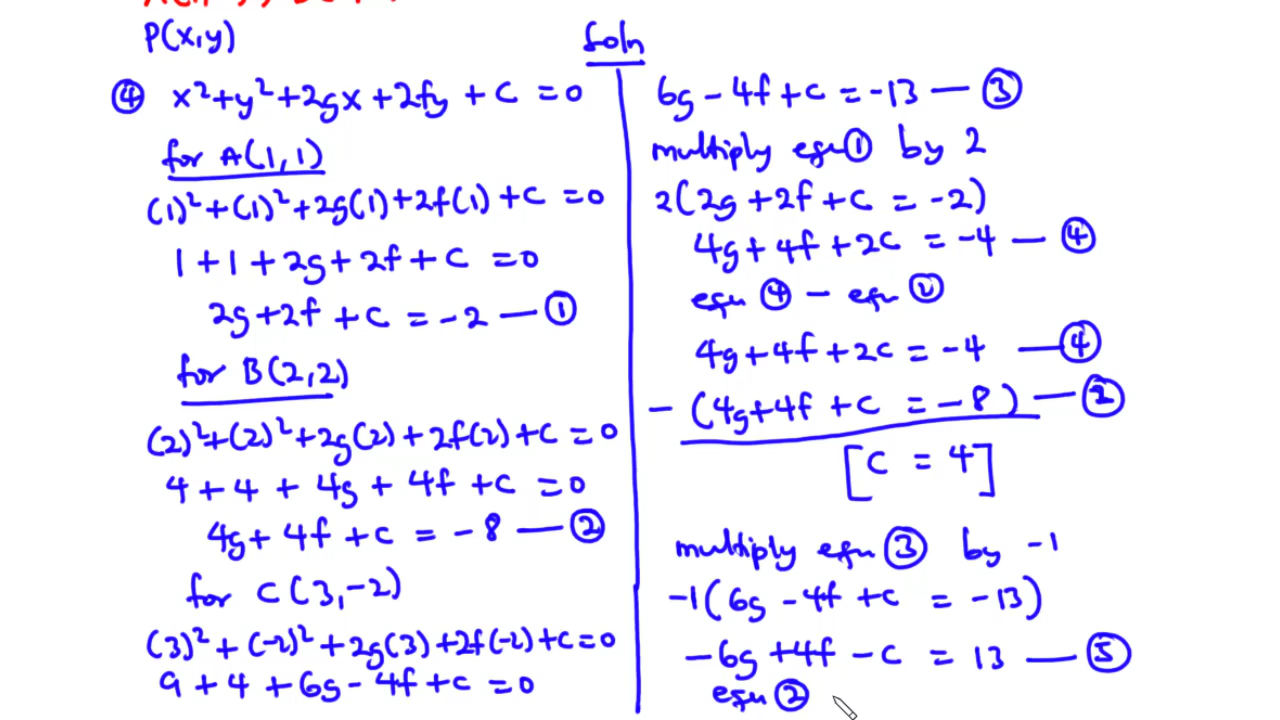 P(x,y)
Soln
④ x²+y²+2gx+2fy+c=0
for A(1,1)
(1)²+(1)²+2g(1)+2f(1)+c=0
1+1+2g+2f+c=0
2g+2f+c=-2—①
for B(2,2)
(2)²+(2)²+2g(2)+2f(2)+c=0
4+4+4g+4f+c=0
4g+4f+c=-8—②
for C(3,-2)
(3)²+(-2)²+2g(3)+2f(-2)+c=0
9+4+6g-4f+c=0
6g-4f+c=-13—③
multiply eqn① by 2
2(2g+2f+c=-2)
4g+4f+2c=-4—④
eqn ④ - eqn ②
4g+4f+2c=-4 —④
-(4g+4f+c=-8)—②
[c=4]
multiply eqn ③ by -1
-1(6g-4f+c=-13)
-6g+4f-c=13—⑤
eqn ②